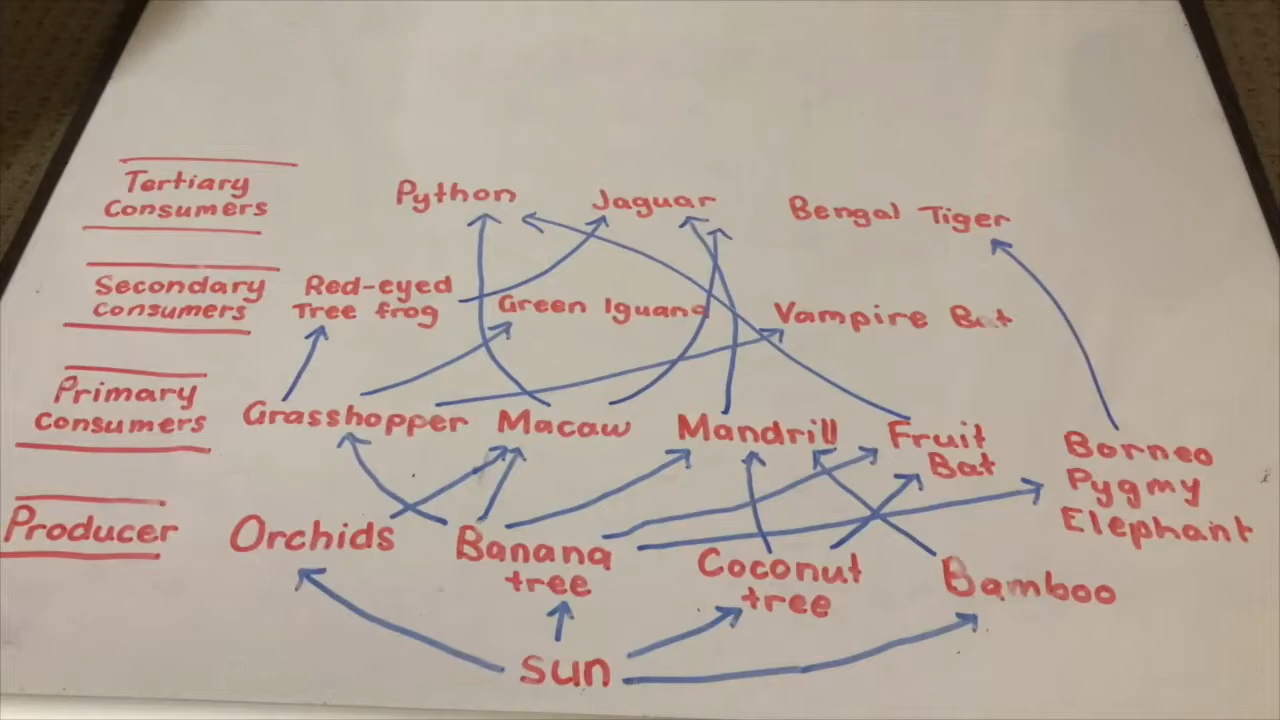 Tertiary
Consumers
Python
Jaguar
Bengal Tiger
Secondary
Consumers
Red-eyed
Tree frog
Green Iguana
Vampire Bat
Primary
Consumers
Grasshopper
Macaw
Mandrill
Fruit
Bat
Borneo
Pygmy
Elephant
Producer
Orchids
Banana
tree
Coconut
tree
Bamboo
sun